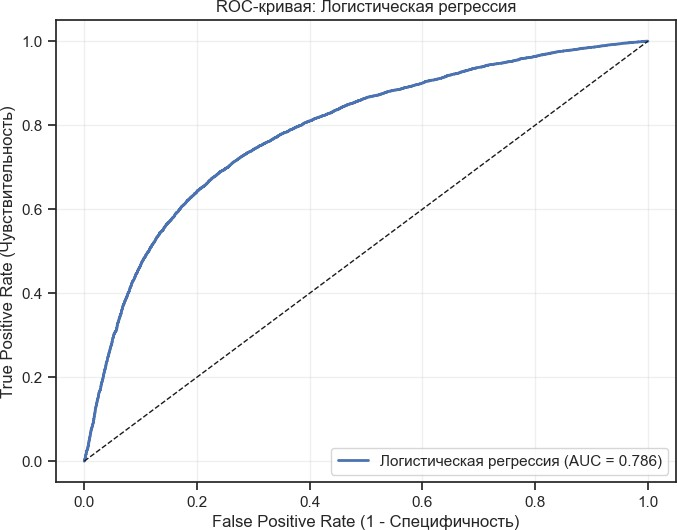 ROC-кривая: Логистическая регрессия
True Positive Rate (Чувствительность)
1.0
0.8
0.6
0.4
0.2
0.0
0.0 0.2 0.4 0.6 0.8 1.0
Логистическая регрессия (AUC = 0.786)
False Positive Rate (1 - Специфичность)